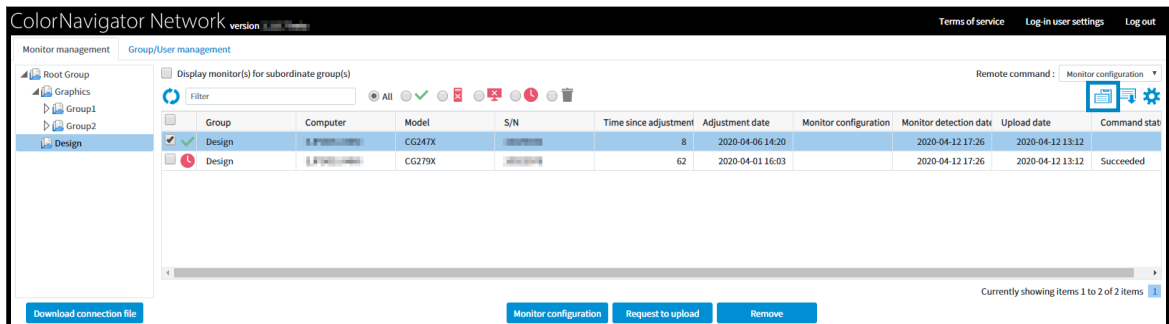 ColorNavigator Network version
Terms of service Log-in user settings Log out
Monitor management Group/User management
Root Group
Graphics
Group1
Group2
Design
Display monitor(s) for subordinate group(s)
Remote command : Monitor configuration
Filter
All
Group Computer Model S/N Time since adjustment Adjustment date Monitor configuration Monitor detection date Upload date Command stat
Design CG247X 8 2020-04-06 14:20 2020-04-12 17:26 2020-04-12 13:12
Design CG279X 62 2020-04-01 16:03 2020-04-12 17:26 2020-04-12 13:12 Succeeded
Currently showing items 1 to 2 of 2 items 1
Download connection file Monitor configuration Request to upload Remove